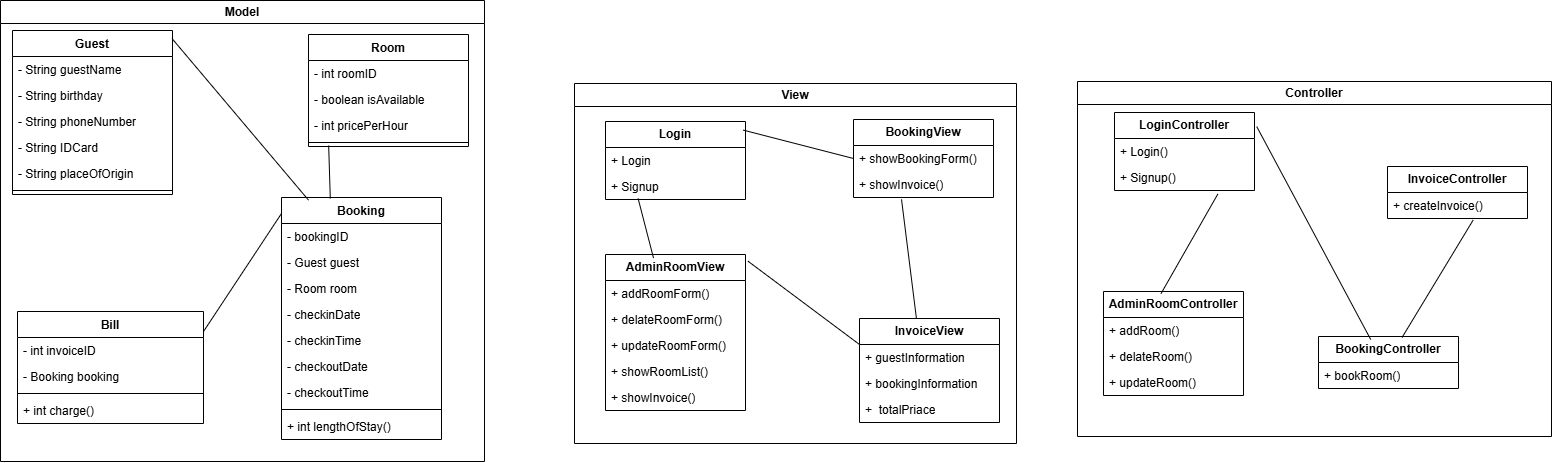 Model
Guest
- String guestName
- String birthday
- String phoneNumber
- String IDCard
- String placeOfOrigin
Room
- int roomID
- boolean isAvailable
- int pricePerHour
Booking
- bookingID
- Guest guest
- Room room
- checkinDate
- checkinTime
- checkoutDate
- checkoutTime
+ int lengthOfStay()
Bill
- int invoiceID
- Booking booking
+ int charge()
View
Login
+ Login
+ Signup
BookingView
+ showBookingForm()
+ showInvoice()
AdminRoomView
+ addRoomForm()
+ delateRoomForm()
+ updateRoomForm()
+ showRoomList()
+ showInvoice()
InvoiceView
+ guestInformation
+ bookingInformation
+ totalPriace
Controller
LoginController
+ Login()
+ Signup()
InvoiceController
+ createInvoice()
AdminRoomController
+ addRoom()
+ delateRoom()
+ updateRoom()
BookingController
+ bookRoom()